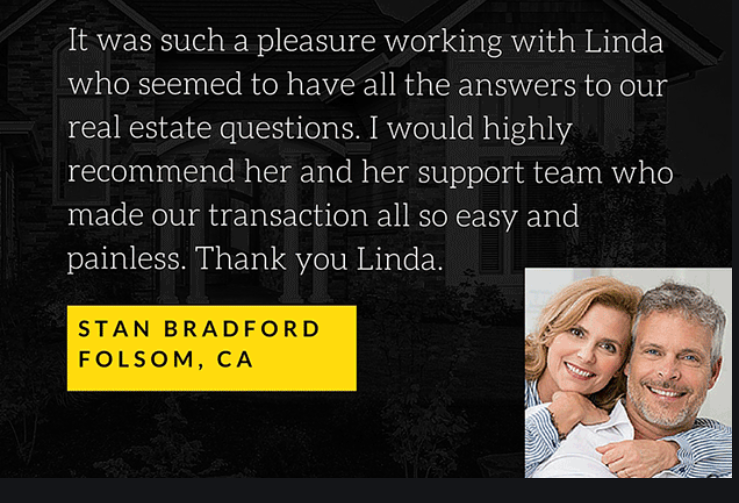 It was such a pleasure working with Linda
who seemed to have all the answers to our
real estate questions. I would highly
recommend her and her support team who
made our transaction all so easy and
painless. Thank you Linda.
STAN BRADFORD
FOLSOM, CA